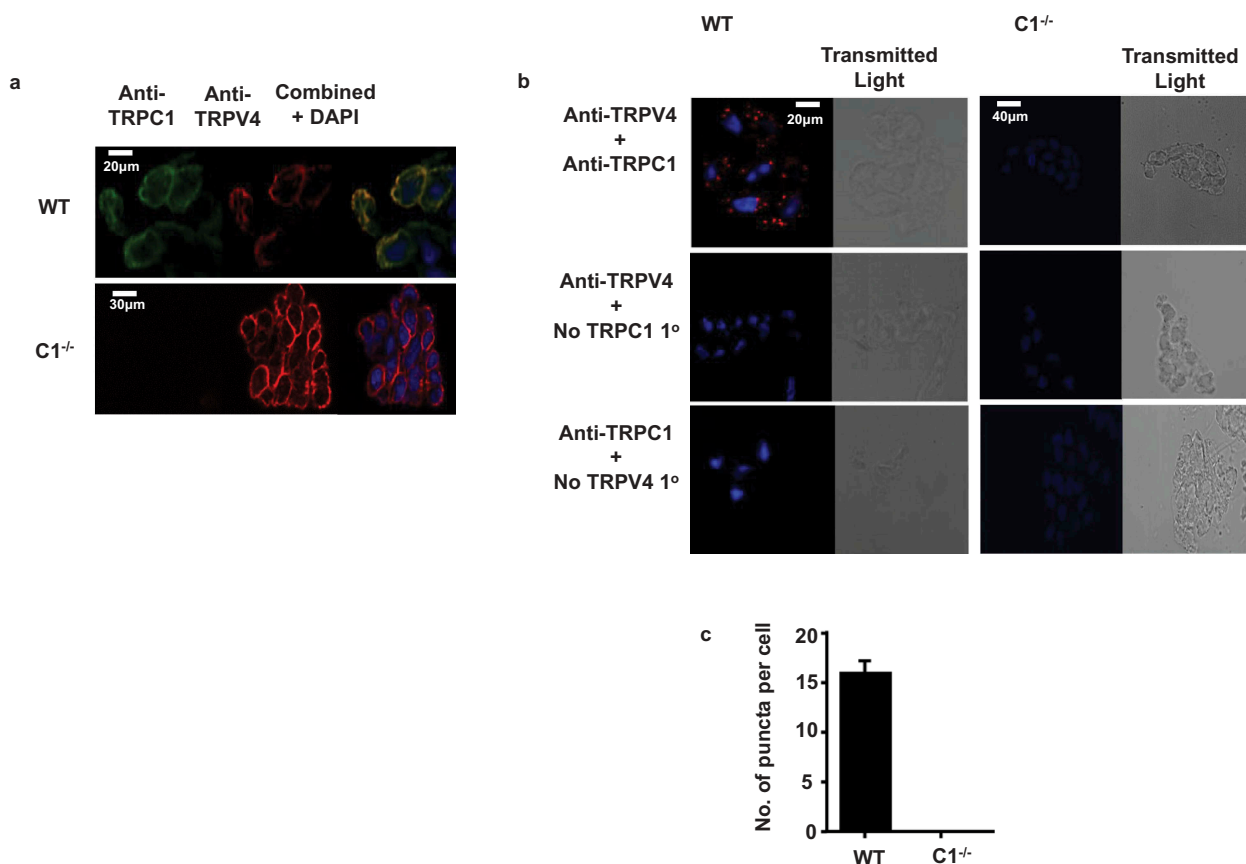 a
Anti-
TRPC1
Anti-
TRPV4
Combined
+ DAPI
WT
20µm
C1-/-
30µm
b
WT
C1-/-
Transmitted
Light
Transmitted
Light
Anti-TRPV4
+
Anti-TRPC1
20µm
40µm
Anti-TRPV4
+
No TRPC1 1º
Anti-TRPC1
+
No TRPV4 1º
c
No. of puncta per cell
20
15
10
5
0
WT
C1-/-